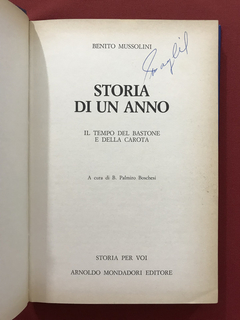 BENITO MUSSOLINI
STORIA
DI UN ANNO
IL TEMPO DEL BASTONE
E DELLA CAROTA
A cura di B. Palmiro Boschesi
STORIA PER VOI
ARNOLDO MONDADORI EDITORE